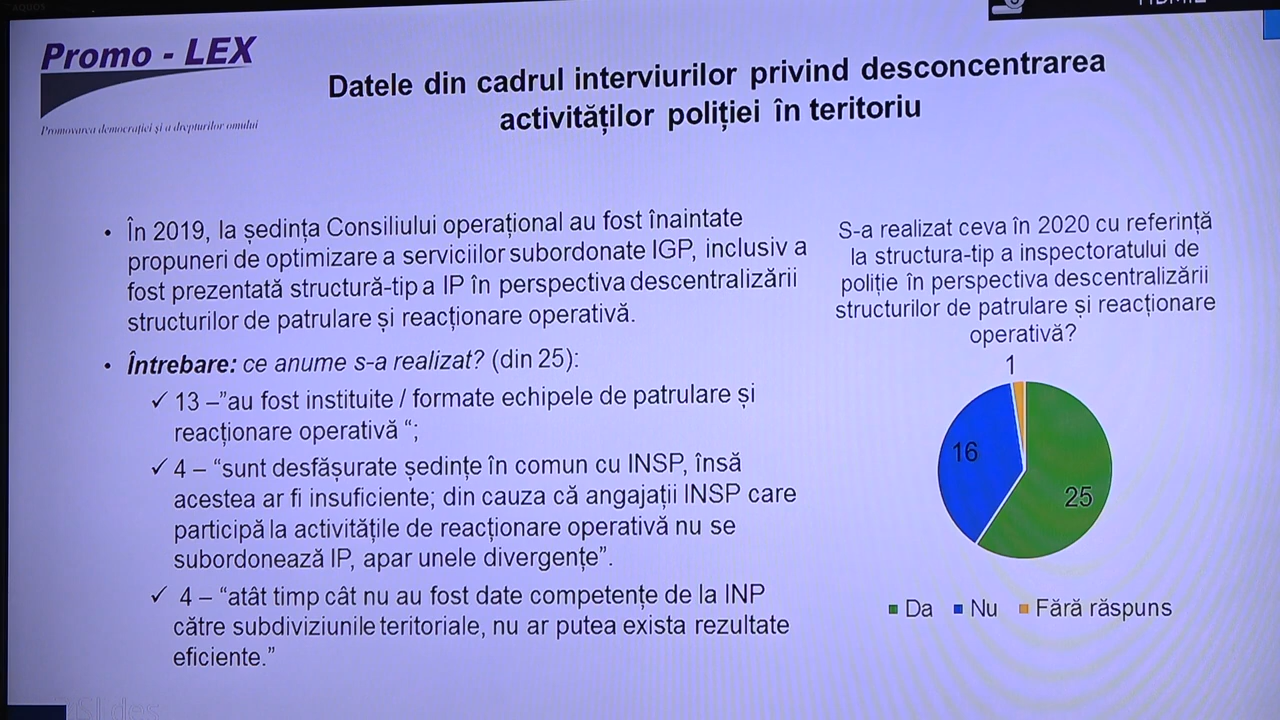 AQUOS
Promo - LEX
Promovarea democrației și a drepturilor omului
Datele din cadrul interviurilor privind desconcentrarea
activităților poliției în teritoriu
• În 2019, la ședința Consiliului operațional au fost înaintate
propuneri de optimizare a serviciilor subordonate IGP, inclusiv a
fost prezentată structură-tip a IP în perspectiva descentralizării
structurilor de patrulare și reacționare operativă.
• Întrebare: ce anume s-a realizat? (din 25):
✓ 13 –”au fost instituite / formate echipele de patrulare și
reacționare operativă “;
✓ 4 – “sunt desfășurate ședințe în comun cu INSP, însă
acestea ar fi insuficiente; din cauza că angajații INSP care
participă la activitățile de reacționare operativă nu se
subordonează IP, apar unele divergențe”.
✓ 4 – “atât timp cât nu au fost date competențe de la INP
către subdiviziunile teritoriale, nu ar putea exista rezultate
eficiente.”
S-a realizat ceva în 2020 cu referință
la structura-tip a inspectoratului de
poliție în perspectiva descentralizării
structurilor de patrulare și reacționare
operativă?
1
16
25
Da Nu Fără răspuns